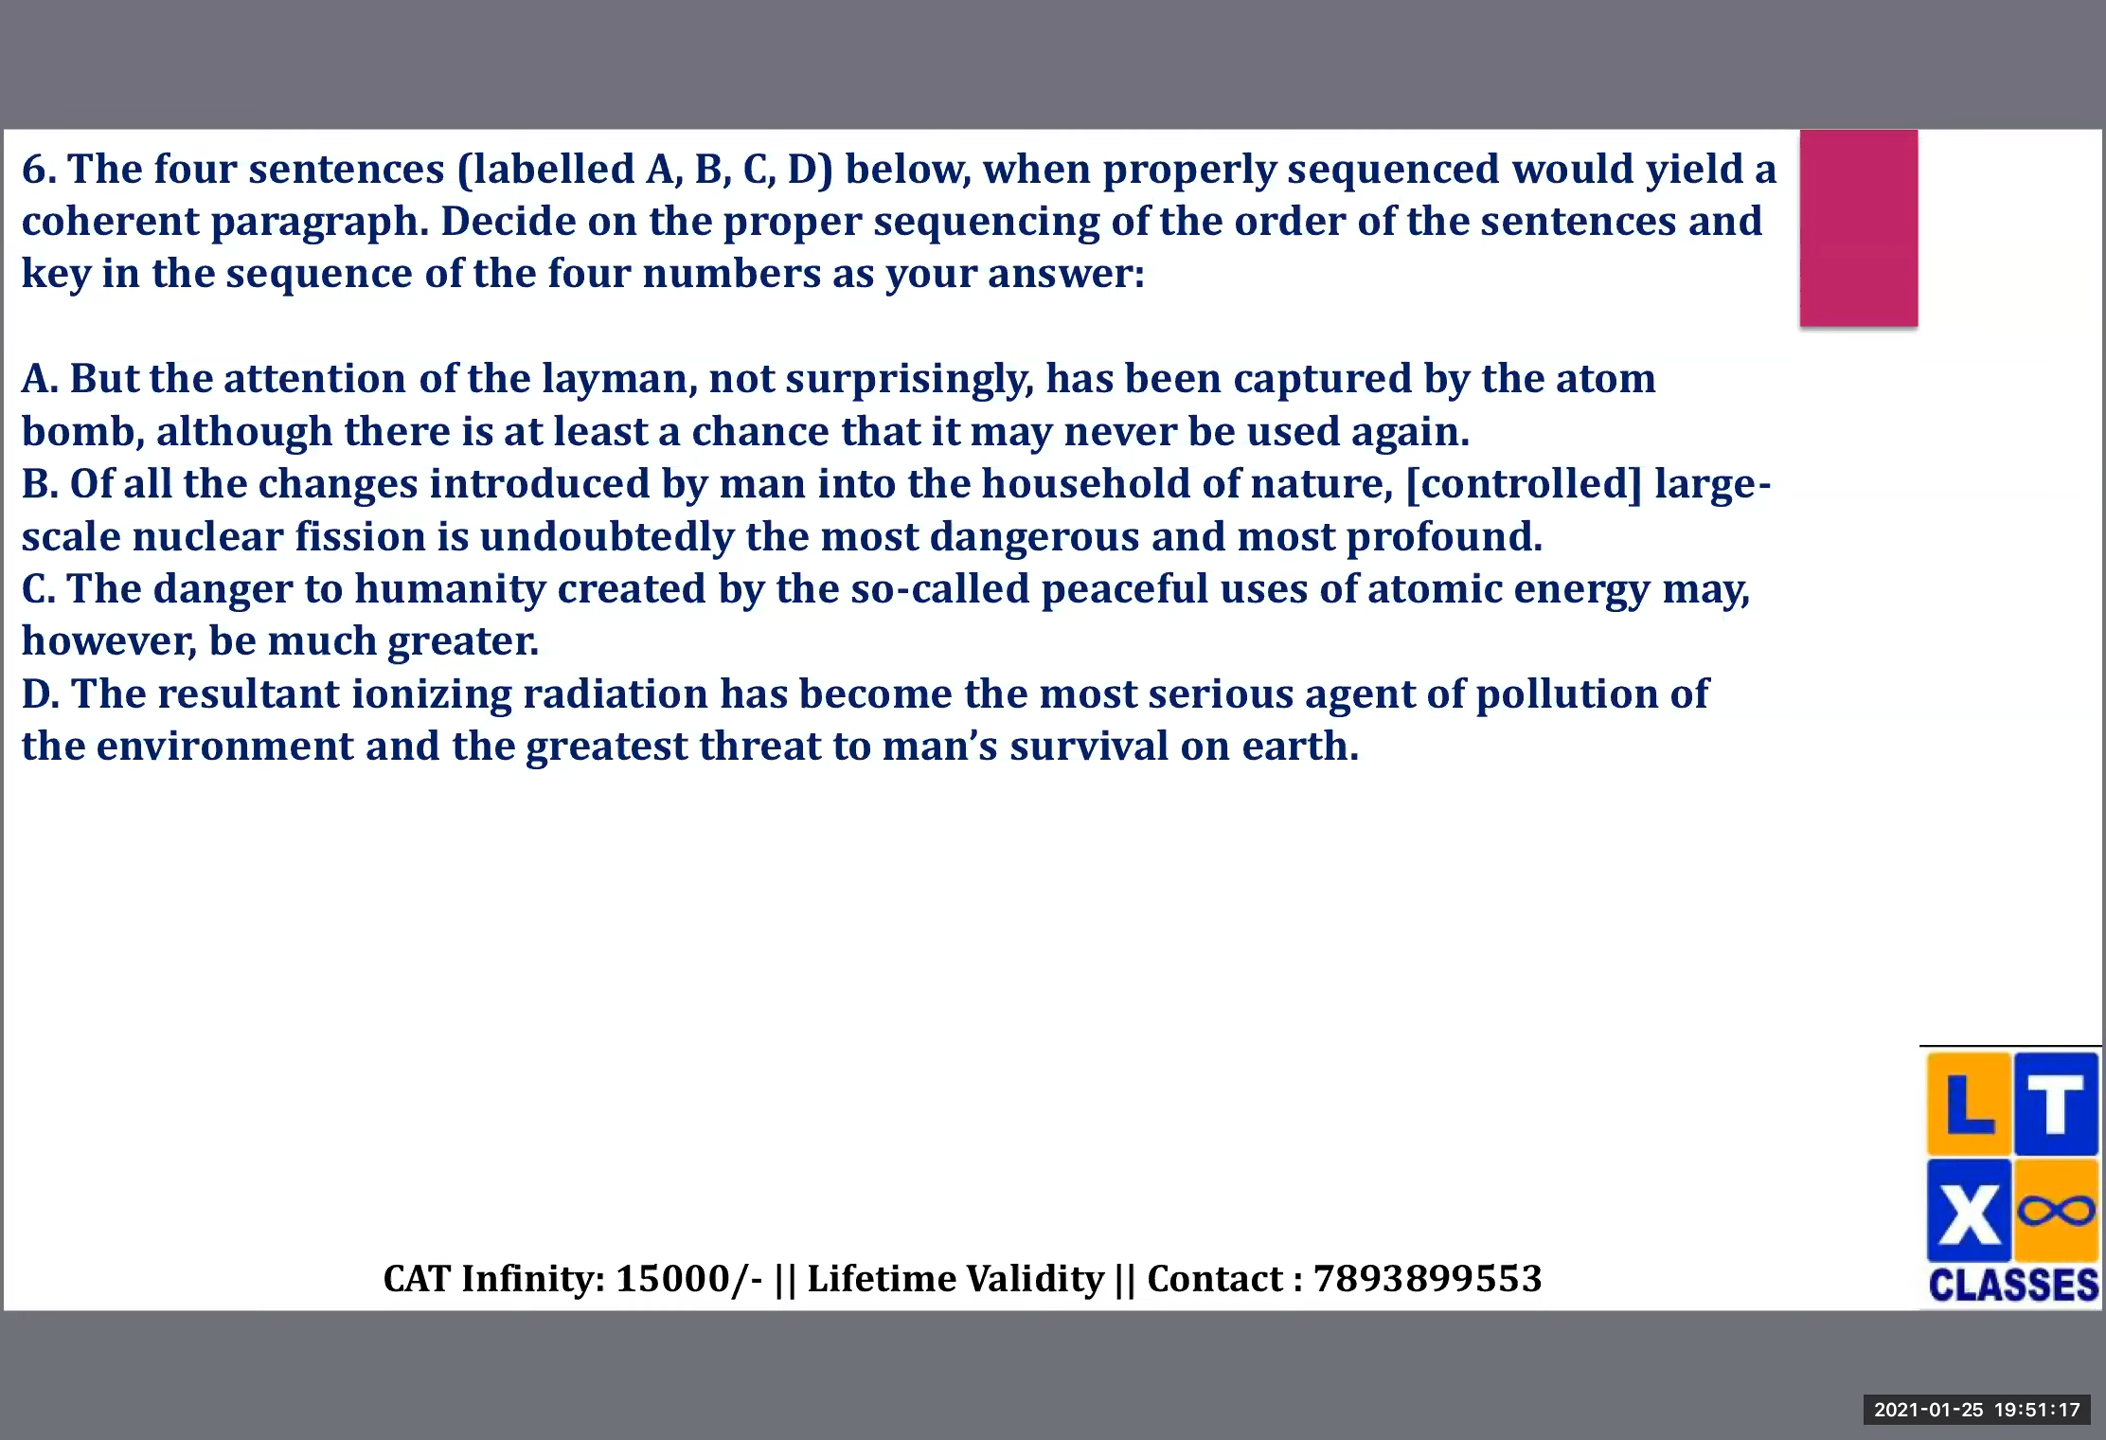 6. The four sentences (labelled A, B, C, D) below, when properly sequenced would yield a
coherent paragraph. Decide on the proper sequencing of the order of the sentences and
key in the sequence of the four numbers as your answer:
A. But the attention of the layman, not surprisingly, has been captured by the atom
bomb, although there is at least a chance that it may never be used again.
B. Of all the changes introduced by man into the household of nature, [controlled] large-
scale nuclear fission is undoubtedly the most dangerous and most profound.
C. The danger to humanity created by the so-called peaceful uses of atomic energy may,
however, be much greater.
D. The resultant ionizing radiation has become the most serious agent of pollution of
the environment and the greatest threat to man’s survival on earth.
L T
X ∞
CLASSES
CAT Infinity: 15000/- || Lifetime Validity || Contact : 7893899553
2021-01-25 19:51:17